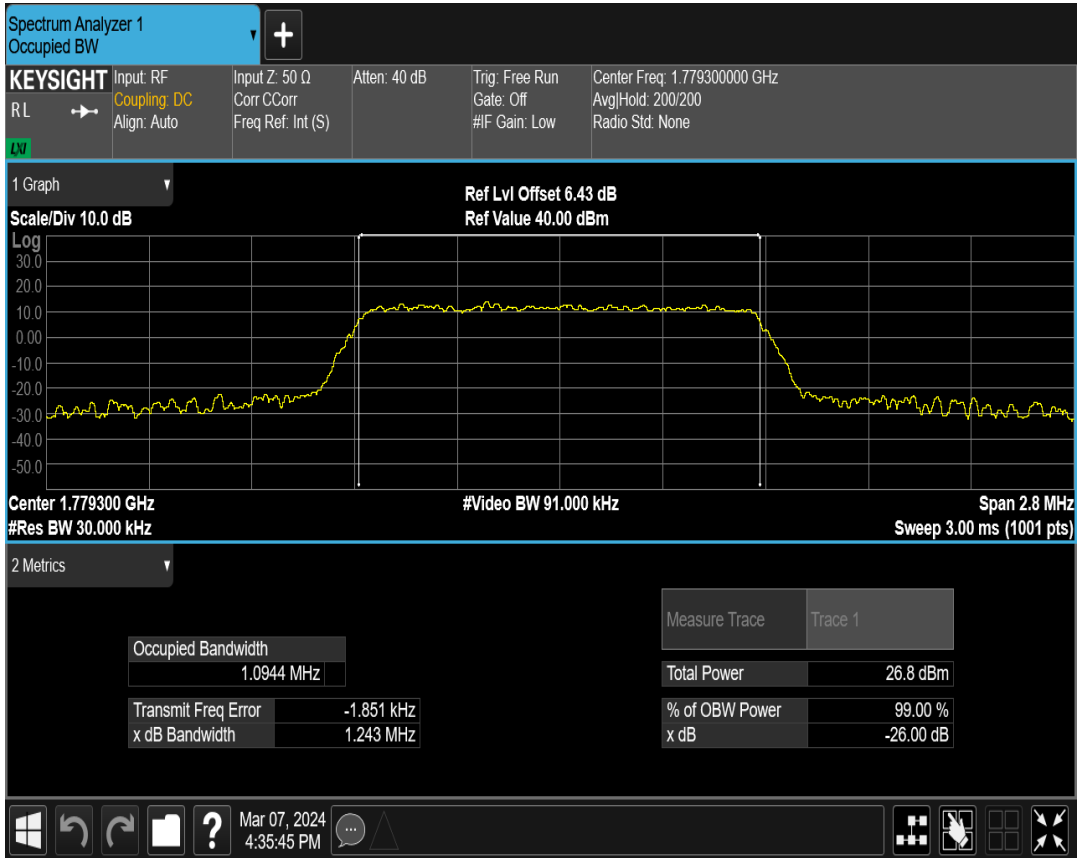 Spectrum Analyzer 1
Occupied BW
+
KEYSIGHT
R L
LXI
Input: RF
Coupling: DC
Align: Auto
Input Z: 50 Ω
Corr CCorr
Freq Ref: Int (S)
Atten: 40 dB
Trig: Free Run
Gate: Off
#IF Gain: Low
Center Freq: 1.779300000 GHz
Avg|Hold: 200/200
Radio Std: None
1 Graph
Scale/Div 10.0 dB
Ref Lvl Offset 6.43 dB
Ref Value 40.00 dBm
Log
30.0
20.0
10.0
0.00
-10.0
-20.0
-30.0
-40.0
-50.0
Center 1.779300 GHz
#Video BW 91.000 kHz
Span 2.8 MHz
#Res BW 30.000 kHz
Sweep 3.00 ms (1001 pts)
2 Metrics
Measure Trace Trace 1
Occupied Bandwidth
1.0944 MHz
Total Power 26.8 dBm
Transmit Freq Error -1.851 kHz
% of OBW Power 99.00 %
x dB Bandwidth 1.243 MHz
x dB -26.00 dB
?
Mar 07, 2024
4:35:45 PM